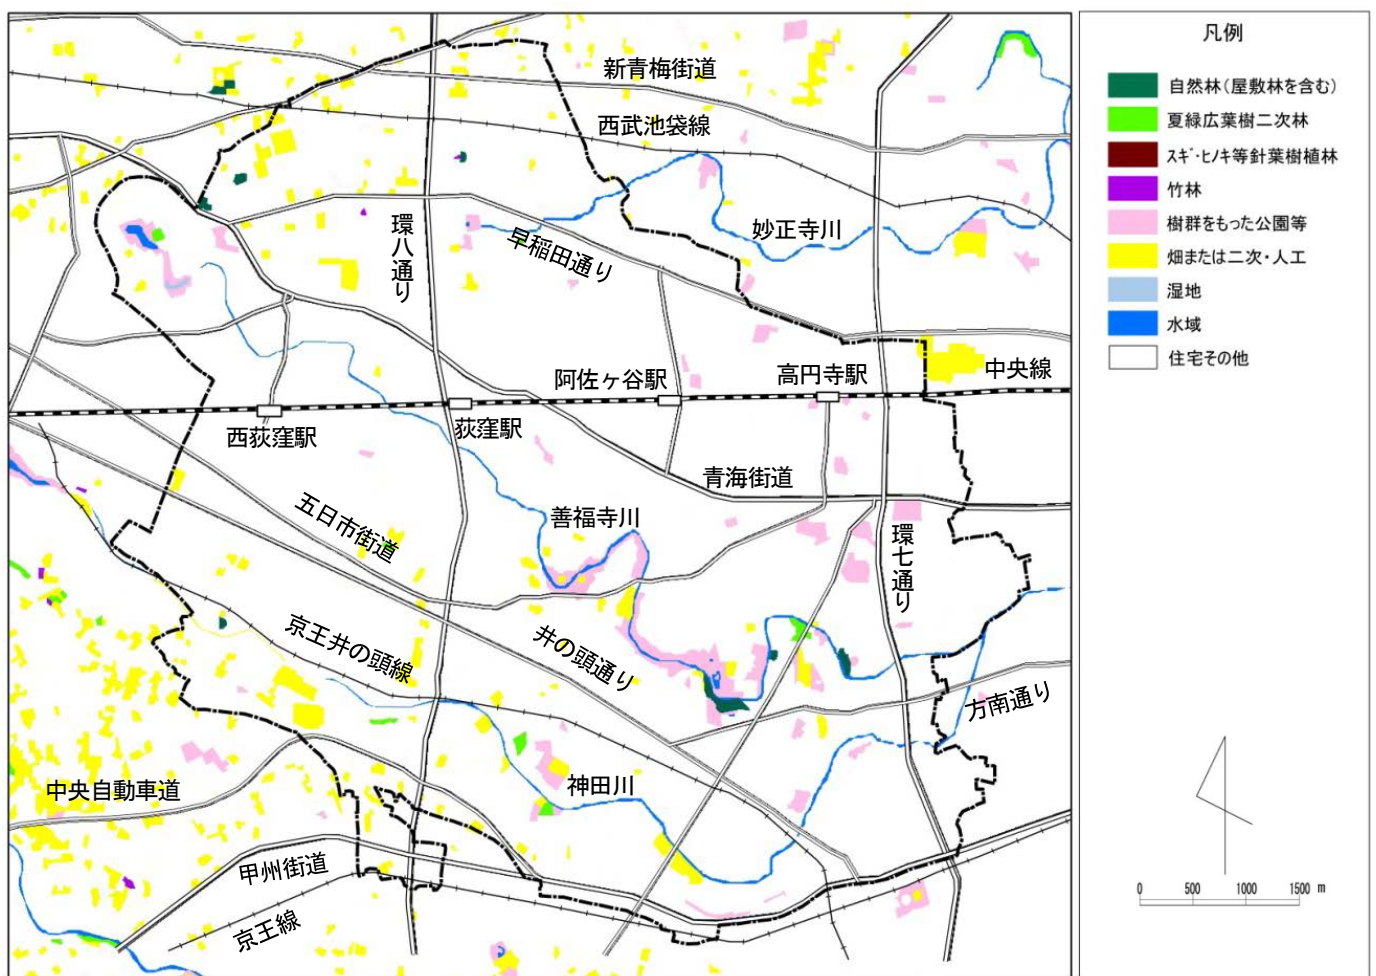 新青梅街道
西武池袋線
環八通り
早稲田通り
妙正寺川
中央線
阿佐ヶ谷駅
高円寺駅
西荻窪駅
荻窪駅
青海街道
五日市街道
善福寺川
環七通り
京王井の頭線
井の頭通り
方南通り
中央自動車道
神田川
甲州街道
京王線
凡例
自然林(屋敷林を含む)
夏緑広葉樹二次林
スギ・ヒノキ等針葉樹植林
竹林
樹群をもった公園等
畑または二次・人工
湿地
水域
住宅その他
0 500 1000 1500 m